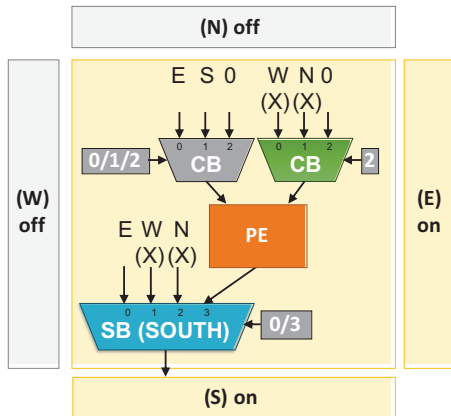 (N) off
E S 0
W N 0
(X) (X)
0 1 2
0 1 2
0/1/2
CB
CB
2
(W)
off
(E)
on
PE
E W N
(X) (X)
0 1 2 3
SB (SOUTH)
0/3
(S) on